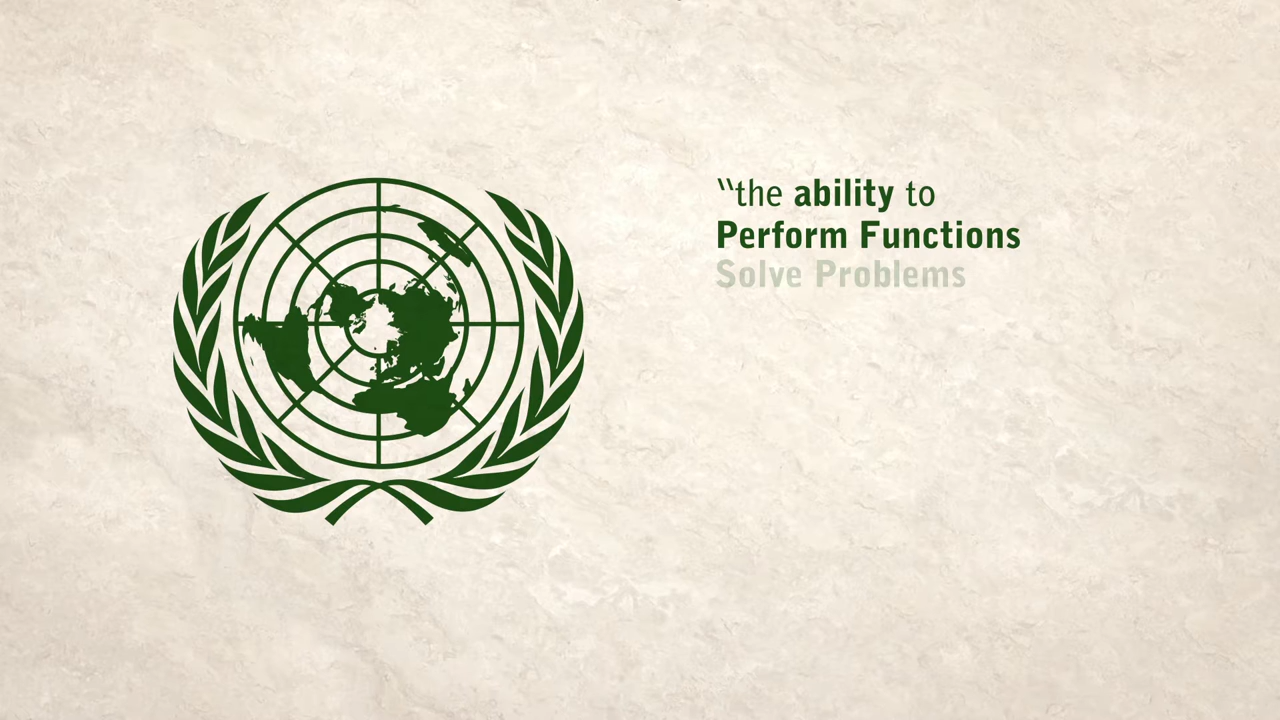 “the ability to
Perform Functions
Solve Problems